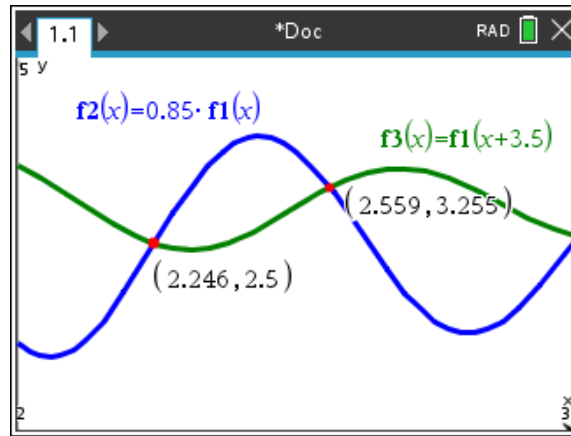 1.1 *Doc RAD
5 y
f2(x)=0.85· f1(x)
f3(x)=f1(x+3.5)
(2.559,3.255)
(2.246,2.5)
x
2 3